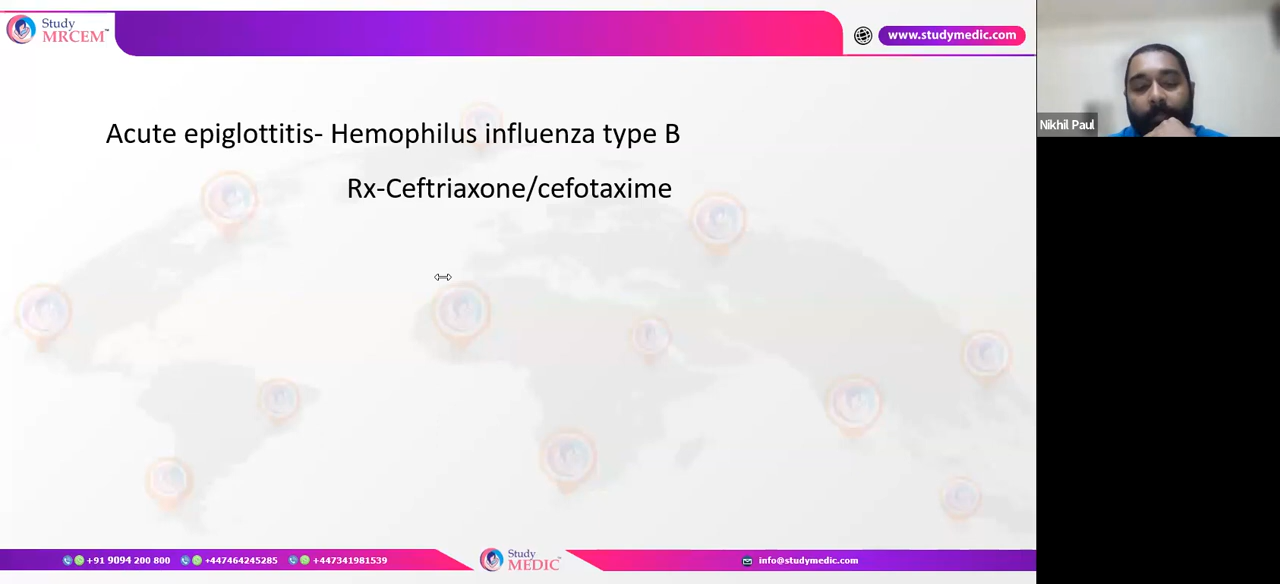 Study
MRCEM™
www.studymedic.com
Nikhil Paul
Acute epiglottitis- Hemophilus influenza type B
Rx-Ceftriaxone/cefotaxime
+91 9094 200 800
+447464245285
+447341981539
Study
MEDIC
info@studymedic.com